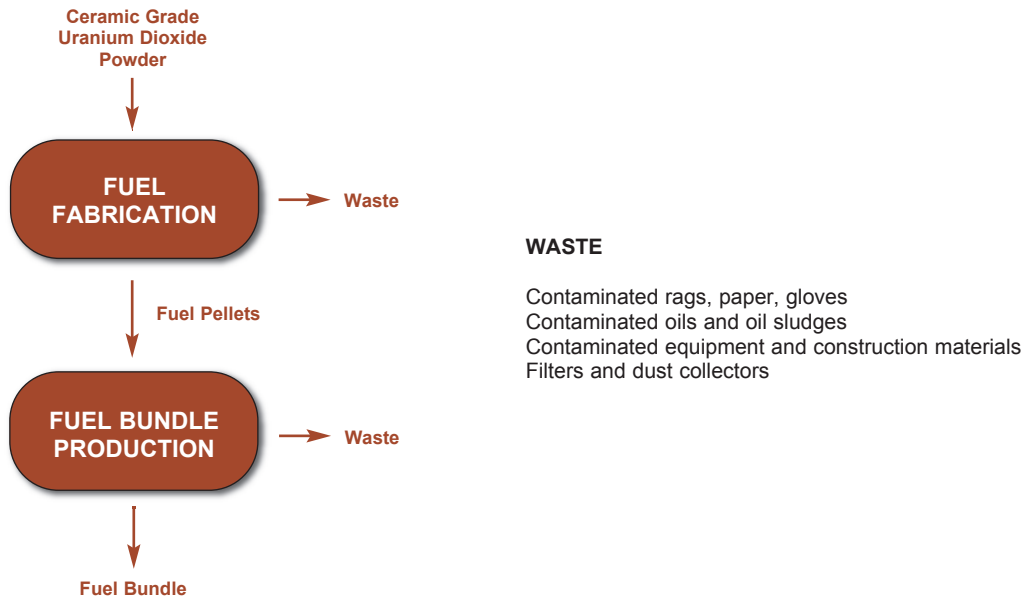 Ceramic Grade
Uranium Dioxide
Powder
FUEL
FABRICATION
Waste
Fuel Pellets
FUEL BUNDLE
PRODUCTION
Waste
Fuel Bundle
WASTE
Contaminated rags, paper, gloves
Contaminated oils and oil sludges
Contaminated equipment and construction materials
Filters and dust collectors